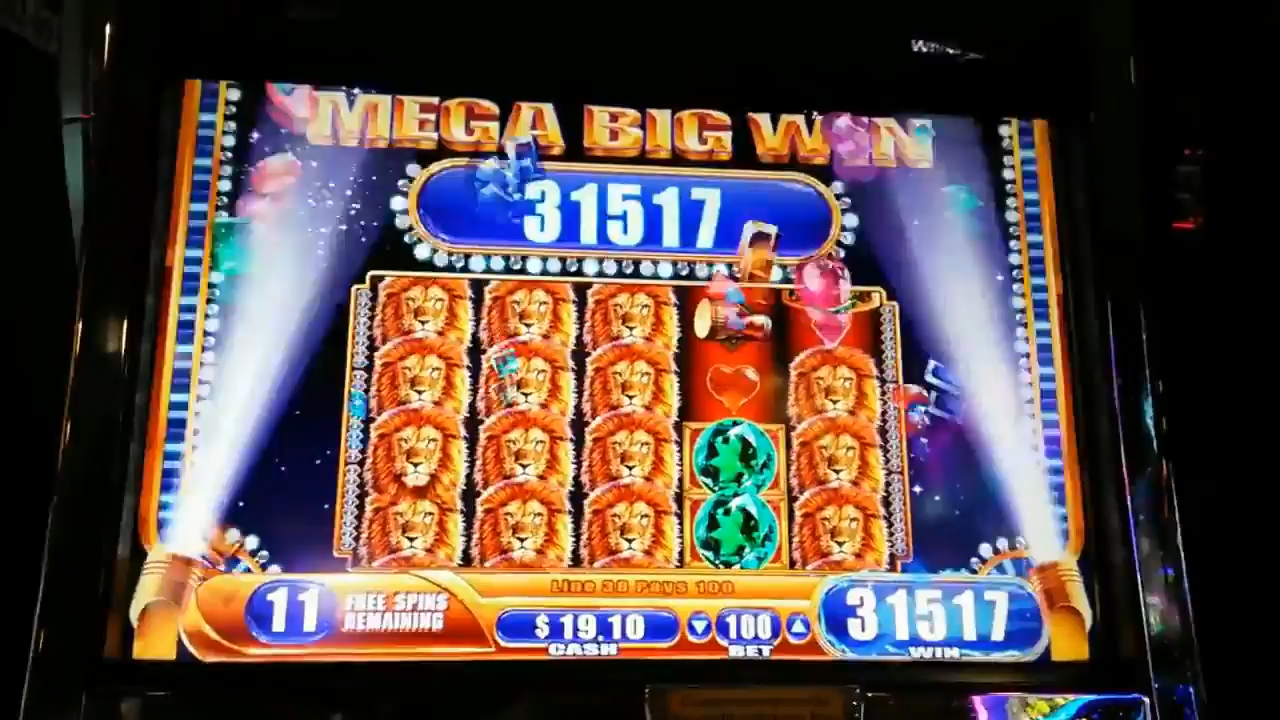 MEGA BIG WIN
31517
11 FREE SPINS REMAINING
Line 30 Pays 100
$ 19.10
CASH
100
BET
31517
WIN